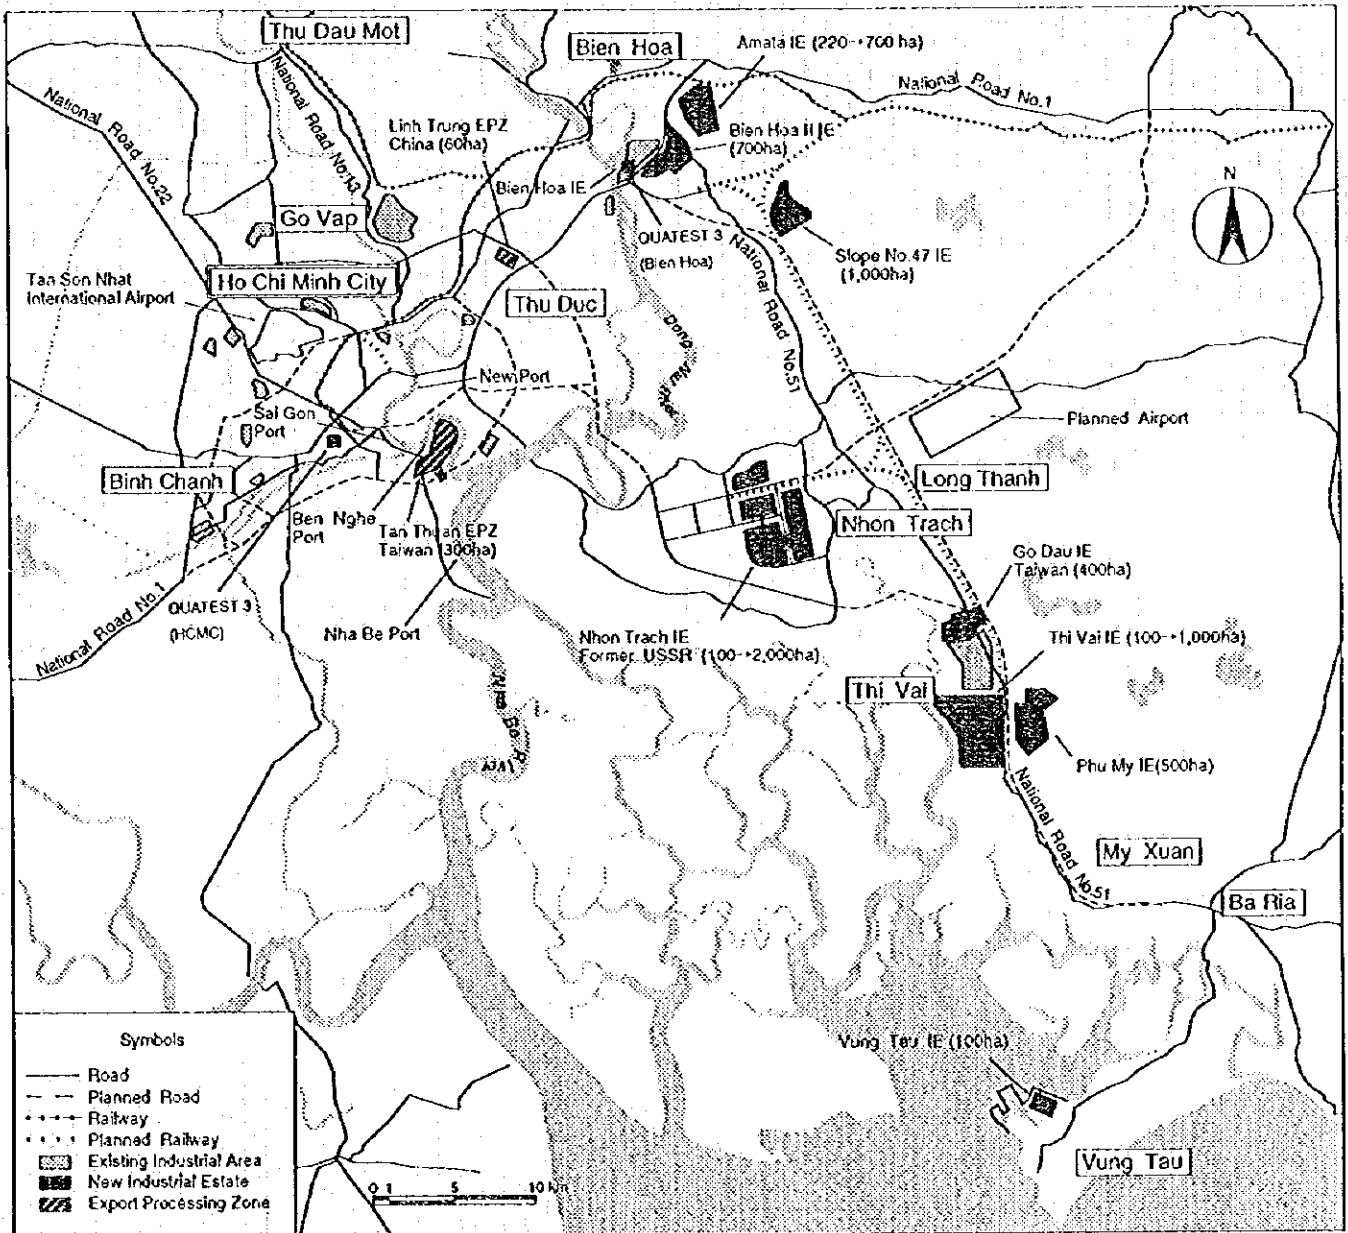 Thu Dau Mot
Bien Hoa
Amata IE (220→700 ha)
National Road No.1
National Road No.22
National Road No.13
Linh Trung EPZ
China (60ha)
Bien Hoa II IE
(700ha)
Bien Hoa IE
Go Vap
QUATEST 3
(Bien Hoa)
N
Slope No.47 IE
(1,000ha)
Tan Son Nhat
International Airport
Ho Chi Minh City
Thu Duc
National Road No.51
Dong Nai River
New Port
Sai Gon
Port
Planned Airport
Binh Chanh
Long Thanh
Ben Nghe
Port
Tan Thuan EPZ
Taiwan (300ha)
Nhon Trach
Go Dau IE
Taiwan (400ha)
National Road No.1
QUATEST 3
(HCMC)
Nha Be Port
Nhon Trach IE
Former USSR (100→2,000ha)
Thi Vai IE (100→1,000ha)
Thi Vai
Nha Be River
Phu My IE(500ha)
National Road No.51
My Xuan
Ba Ria
Vung Tau IE (100ha)
Vung Tau
Symbols
Road
Planned Road
Railway
Planned Railway
Existing Industrial Area
New Industrial Estate
Export Processing Zone
0 1 5 10 km